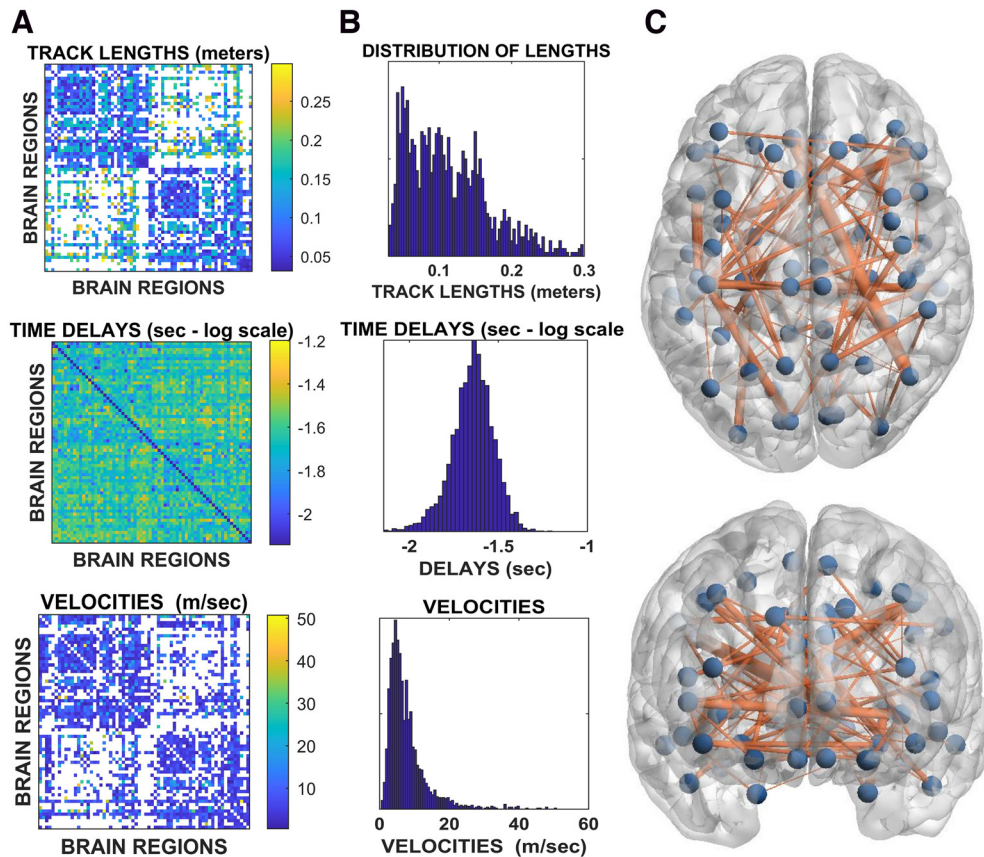 A
B
C
TRACK LENGTHS (meters)
BRAIN REGIONS
0.25
0.2
0.15
0.1
0.05
BRAIN REGIONS
DISTRIBUTION OF LENGTHS
0.1
0.2
0.3
TRACK LENGTHS (meters)
TIME DELAYS (sec - log scale)
BRAIN REGIONS
-1.2
-1.4
-1.6
-1.8
-2
BRAIN REGIONS
TIME DELAYS (sec - log scale
-2
-1.5
-1
DELAYS (sec)
VELOCITIES (m/sec)
BRAIN REGIONS
50
40
30
20
10
BRAIN REGIONS
VELOCITIES
0
20
40
60
VELOCITIES (m/sec)